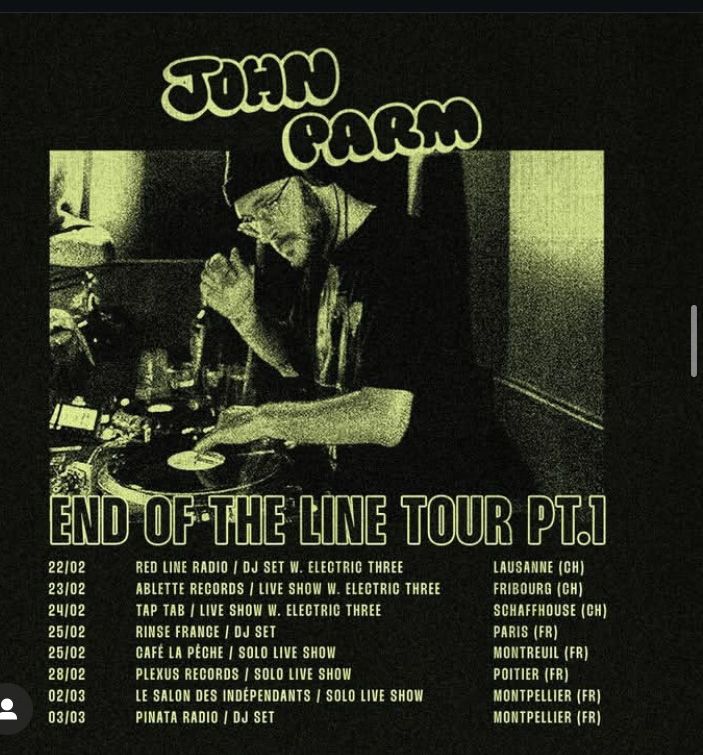 JOHN
PARM
END OF THE LINE TOUR PT.1
22/02 RED LINE RADIO / DJ SET W. ELECTRIC THREE LAUSANNE (CH)
23/02 ABLETTE RECORDS / LIVE SHOW W. ELECTRIC THREE FRIBOURG (CH)
24/02 TAP TAB / LIVE SHOW W. ELECTRIC THREE SCHAFFHOUSE (CH)
25/02 RINSE FRANCE / DJ SET PARIS (FR)
25/02 CAFÉ LA PÊCHE / SOLO LIVE SHOW MONTREUIL (FR)
28/02 PLEXUS RECORDS / SOLO LIVE SHOW POITIER (FR)
02/03 LE SALON DES INDÉPENDANTS / SOLO LIVE SHOW MONTPELLIER (FR)
03/03 PINATA RADIO / DJ SET MONTPELLIER (FR)